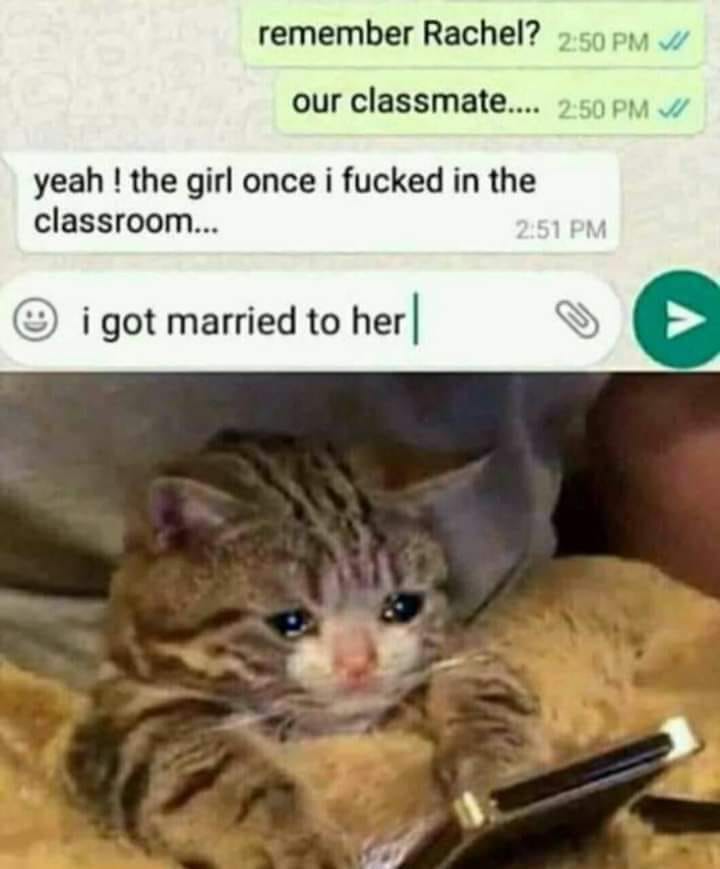 remember Rachel? 2:50 PM
our classmate.... 2:50 PM
yeah ! the girl once i fucked in the
classroom... 2:51 PM
i got married to her